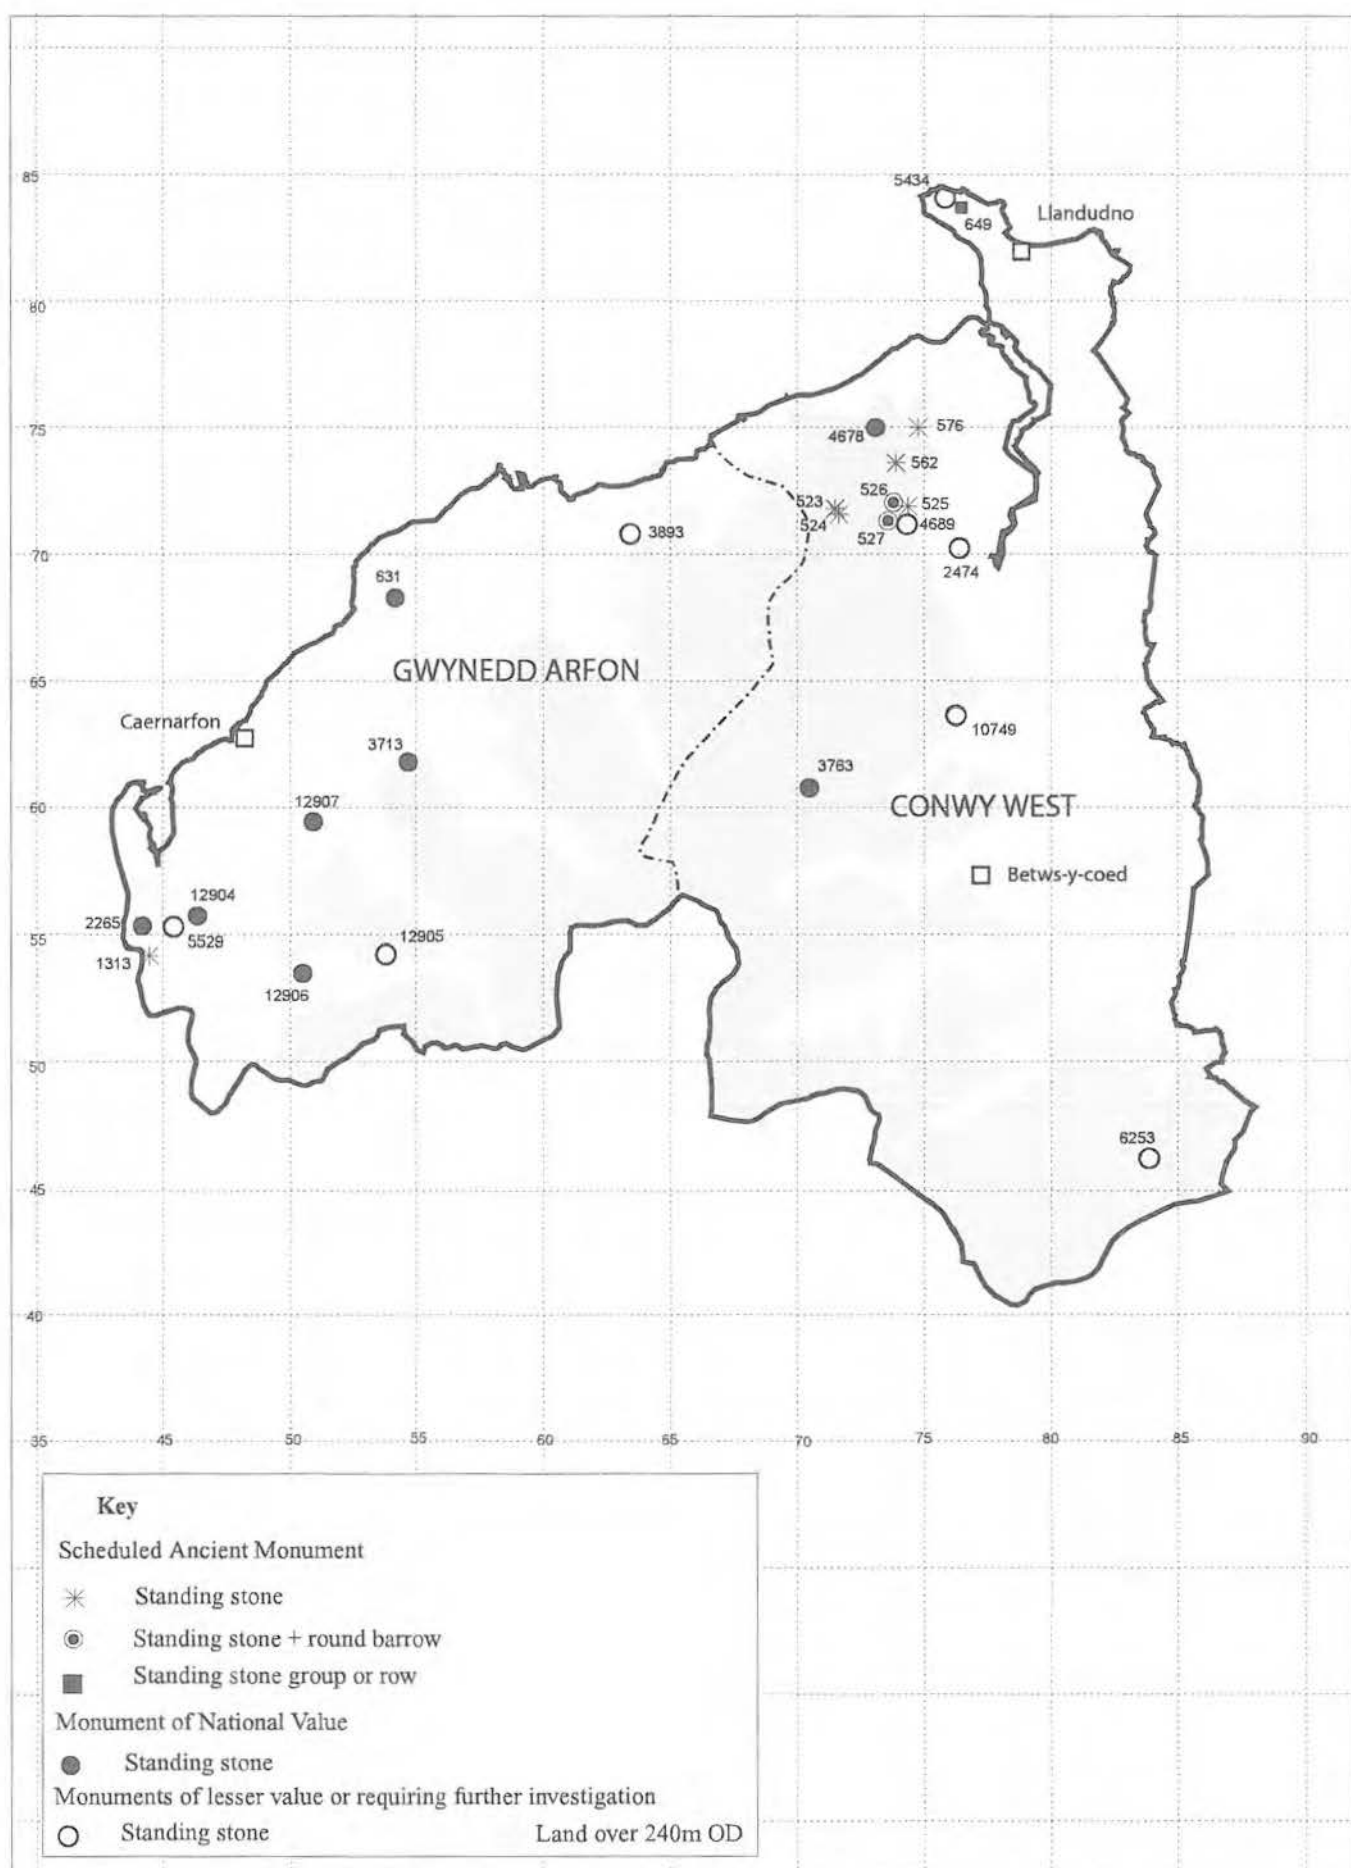 85
5434
649
Llandudno
80
75
4678
576
562
526
523
525
524
4689
527
3893
70
2474
631
GWYNEDD ARFON
65
Caernarfon
3713
10749
3763
12907
60
CONWY WEST
Betws-y-coed
12904
2265
5529
12905
55
1313
12906
50
6253
45
40
35 45 50 55 60 65 70 75 80 85 90
Key
Scheduled Ancient Monument
Standing stone
Standing stone + round barrow
Standing stone group or row
Monument of National Value
Standing stone
Monuments of lesser value or requiring further investigation
Standing stone Land over 240m OD